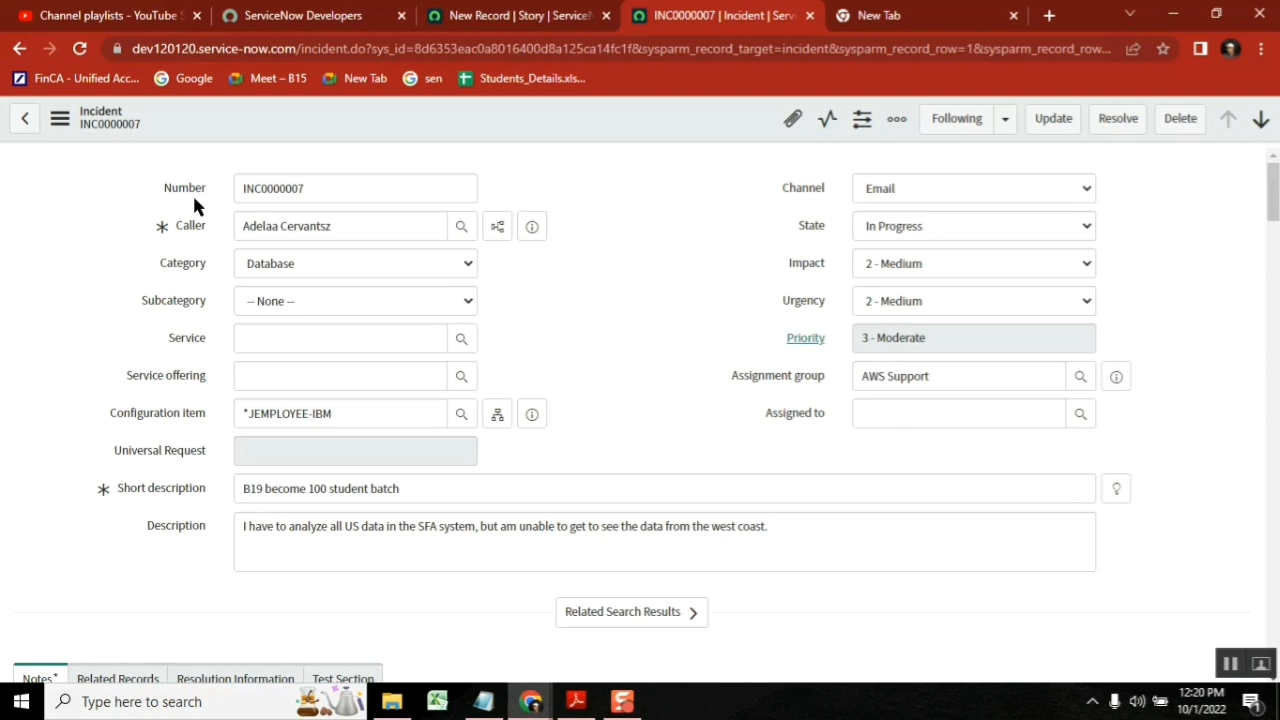 Channel playlists - YouTube S
ServiceNow Developers
New Record | Story | Service
INC0000007 | Incident | Serv
New Tab
dev120120.service-now.com/incident.do?sys_id=8d6353eac0a8016400d8a125ca14fc1f&sysparm_record_target=incident&sysparm_record_row=1&sysparm_record_row...
FinCA - Unified Acc...
Google
Meet – B15
New Tab
sen
Students_Details.xls...
Incident
INC0000007
Following
Update
Resolve
Delete
Number
INC0000007
Channel
Email
Caller
Adelaa Cervantsz
State
In Progress
Category
Database
Impact
2 - Medium
Subcategory
-- None --
Urgency
2 - Medium
Service
Priority
3 - Moderate
Service offering
Assignment group
AWS Support
Configuration item
*JEMPLOYEE-IBM
Assigned to
Universal Request
Short description
B19 become 100 student batch
Description
I have to analyze all US data in the SFA system, but am unable to get to see the data from the west coast.
Related Search Results
Notes*
Related Records
Resolution Information
Test Section
Type here to search
12:20 PM
10/1/2022
1